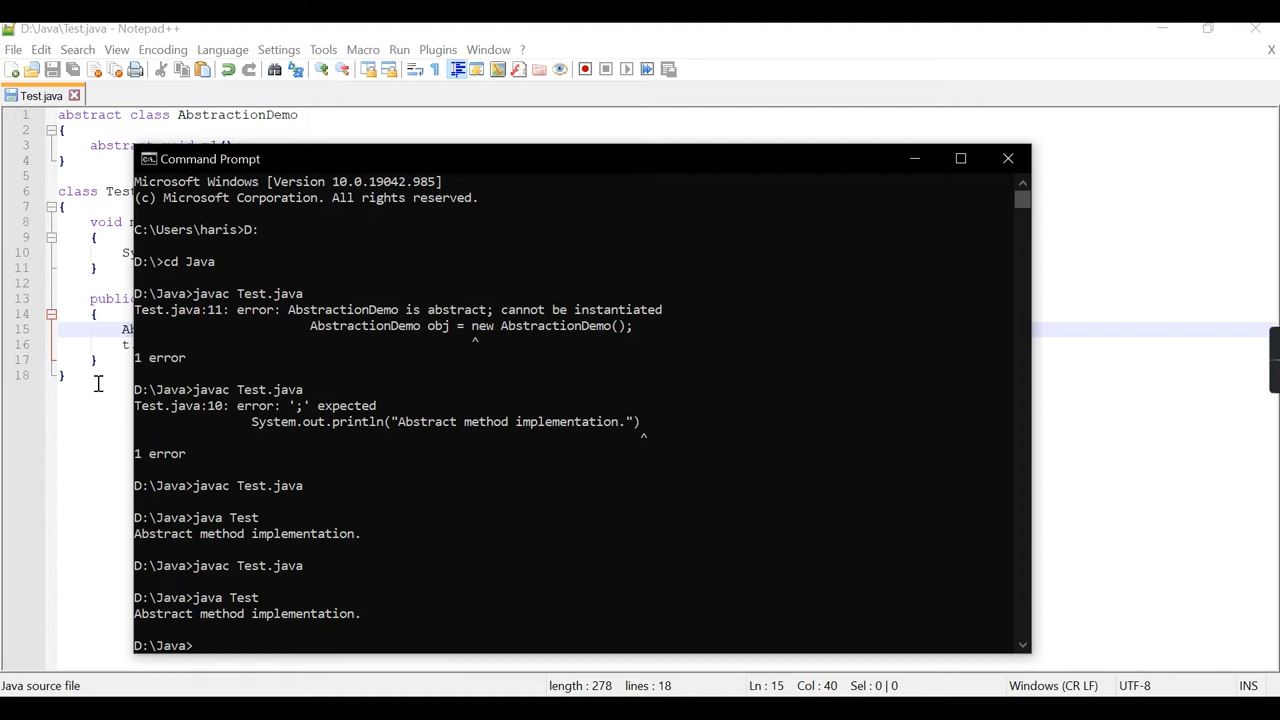 D:\Java\Test.java - Notepad++
File Edit Search View Encoding Language Settings Tools Macro Run Plugins Window ? X
Test.java
1 abstract class AbstractionDemo
2 {
3 abstract
4 }
5
6 class Test
7 {
8 void
9 {
10
11 }
12
13 public
14 {
15
16
17 }
18 }
Command Prompt
Microsoft Windows [Version 10.0.19042.985]
(c) Microsoft Corporation. All rights reserved.
C:\Users\haris>D:
D:\>cd Java
D:\Java>javac Test.java
Test.java:11: error: AbstractionDemo is abstract; cannot be instantiated
AbstractionDemo obj = new AbstractionDemo();
^
1 error
D:\Java>javac Test.java
Test.java:10: error: ';' expected
System.out.println("Abstract method implementation.")
^
1 error
D:\Java>javac Test.java
D:\Java>java Test
Abstract method implementation.
D:\Java>javac Test.java
D:\Java>java Test
Abstract method implementation.
D:\Java>
Java source file length : 278 lines : 18 Ln : 15 Col : 40 Sel : 0 | 0 Windows (CR LF) UTF-8 INS